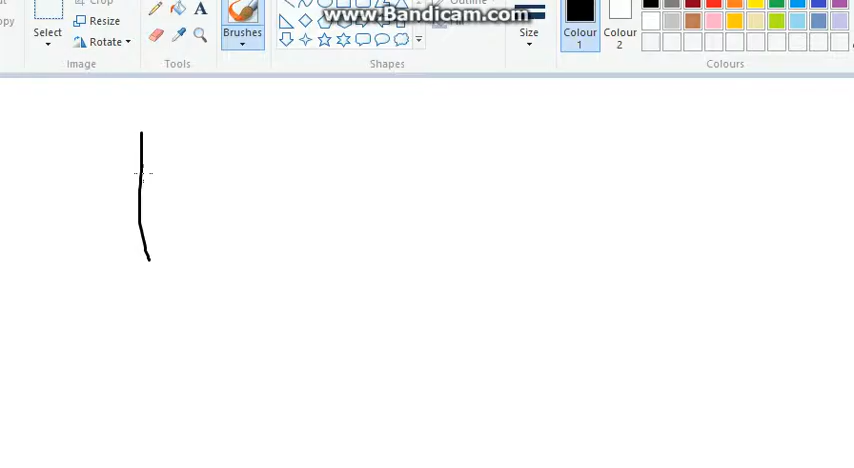 Crop
Outline
www.Bandicam.com
Resize
Select
Rotate
Brushes
Size
Colour
1
Colour
2
Image
Tools
Shapes
Colours